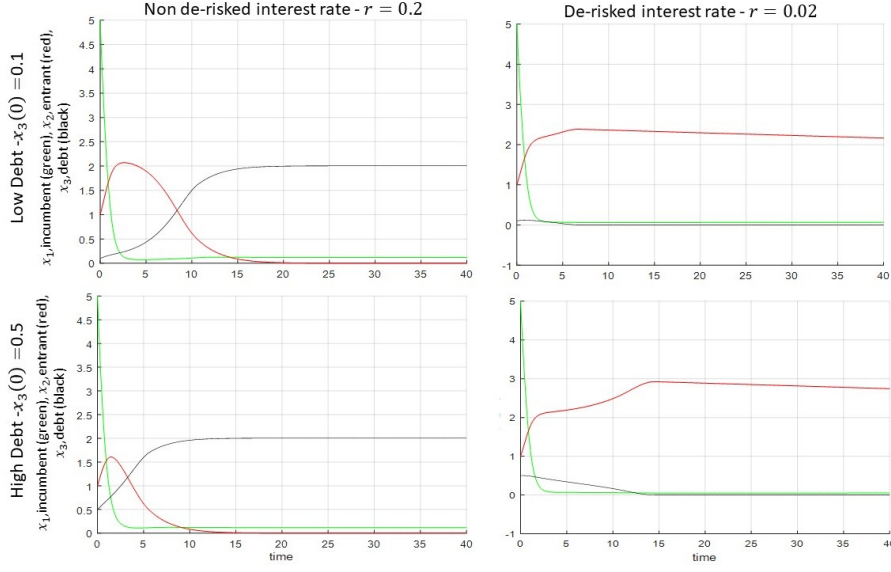 Non de-risked interest rate - r = 0.2
De-risked interest rate - r = 0.02
Low Debt -x₃(0) =0.1
x₁,incumbent (green), x₂,entrant (red),
x₃,debt (black)
5
4.5
4
3.5
3
2.5
2
1.5
1
0.5
0
0 5 10 15 20 25 30 35 40
5
4
3
2
1
0
-1
0 5 10 15 20 25 30 35 40
High Debt -x₃(0) =0.5
x₁,incumbent (green), x₂,entrant (red),
x₃,debt (black)
5
4.5
4
3.5
3
2.5
2
1.5
1
0.5
0
0 5 10 15 20 25 30 35 40
time
5
4
3
2
1
0
-1
0 5 10 15 20 25 30 35 40
time